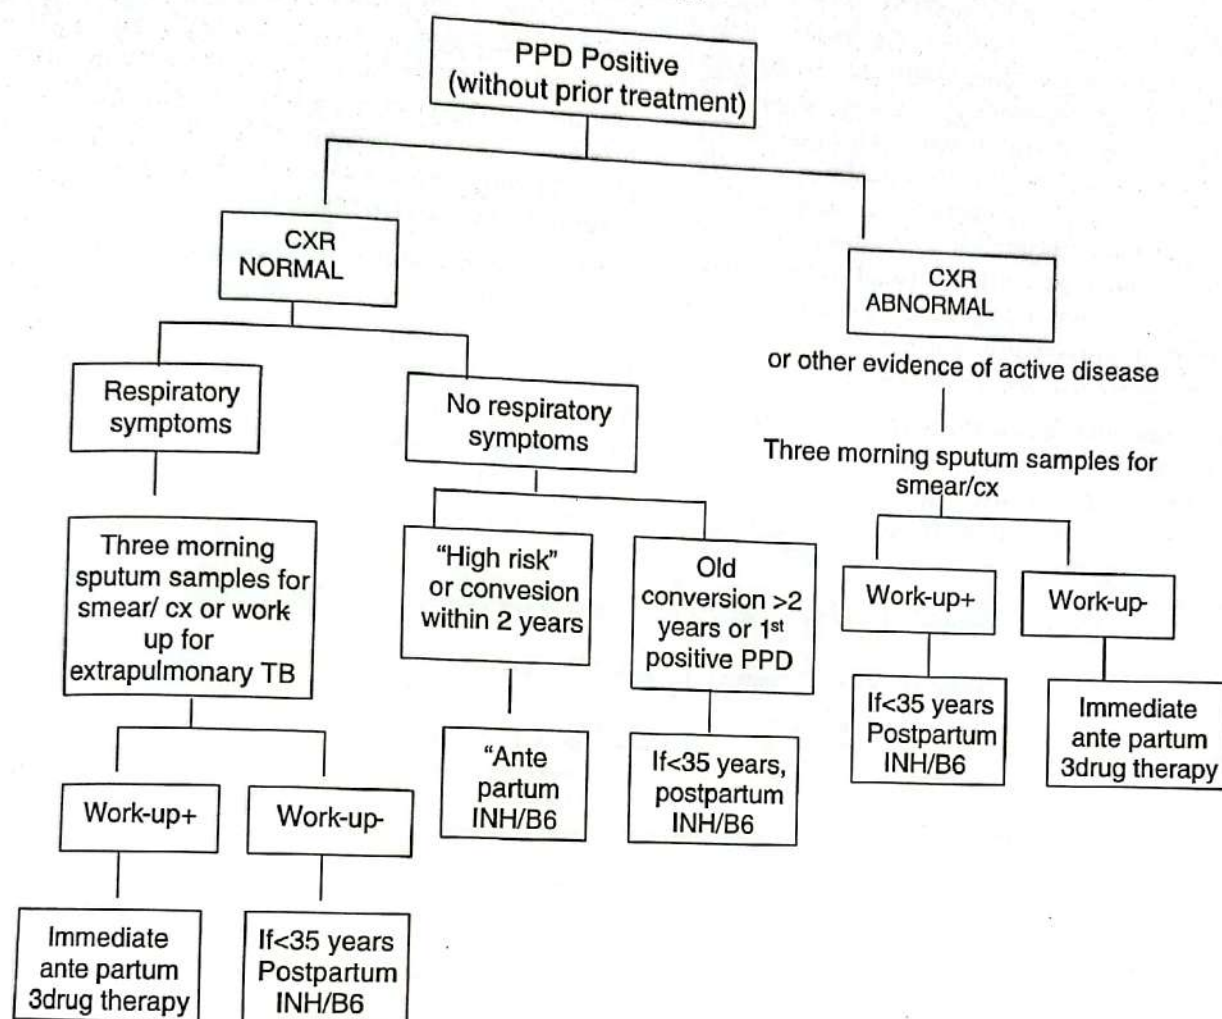 PPD Positive
(without prior treatment)
CXR
NORMAL
CXR
ABNORMAL
or other evidence of active disease
Respiratory
symptoms
No respiratory
symptoms
Three morning sputum samples for
smear/cx
Three morning
sputum samples for
smear/ cx or work
up for
extrapulmonary TB
"High risk"
or convesion
within 2 years
Old
conversion >2
years or 1st
positive PPD
Work-up+
Work-up-
If<35 years
Postpartum
INH/B6
Immediate
ante partum
3drug therapy
"Ante
partum
INH/B6
If<35 years,
postpartum
INH/B6
Work-up+
Work-up-
Immediate
ante partum
3drug therapy
If<35 years
Postpartum
INH/B6